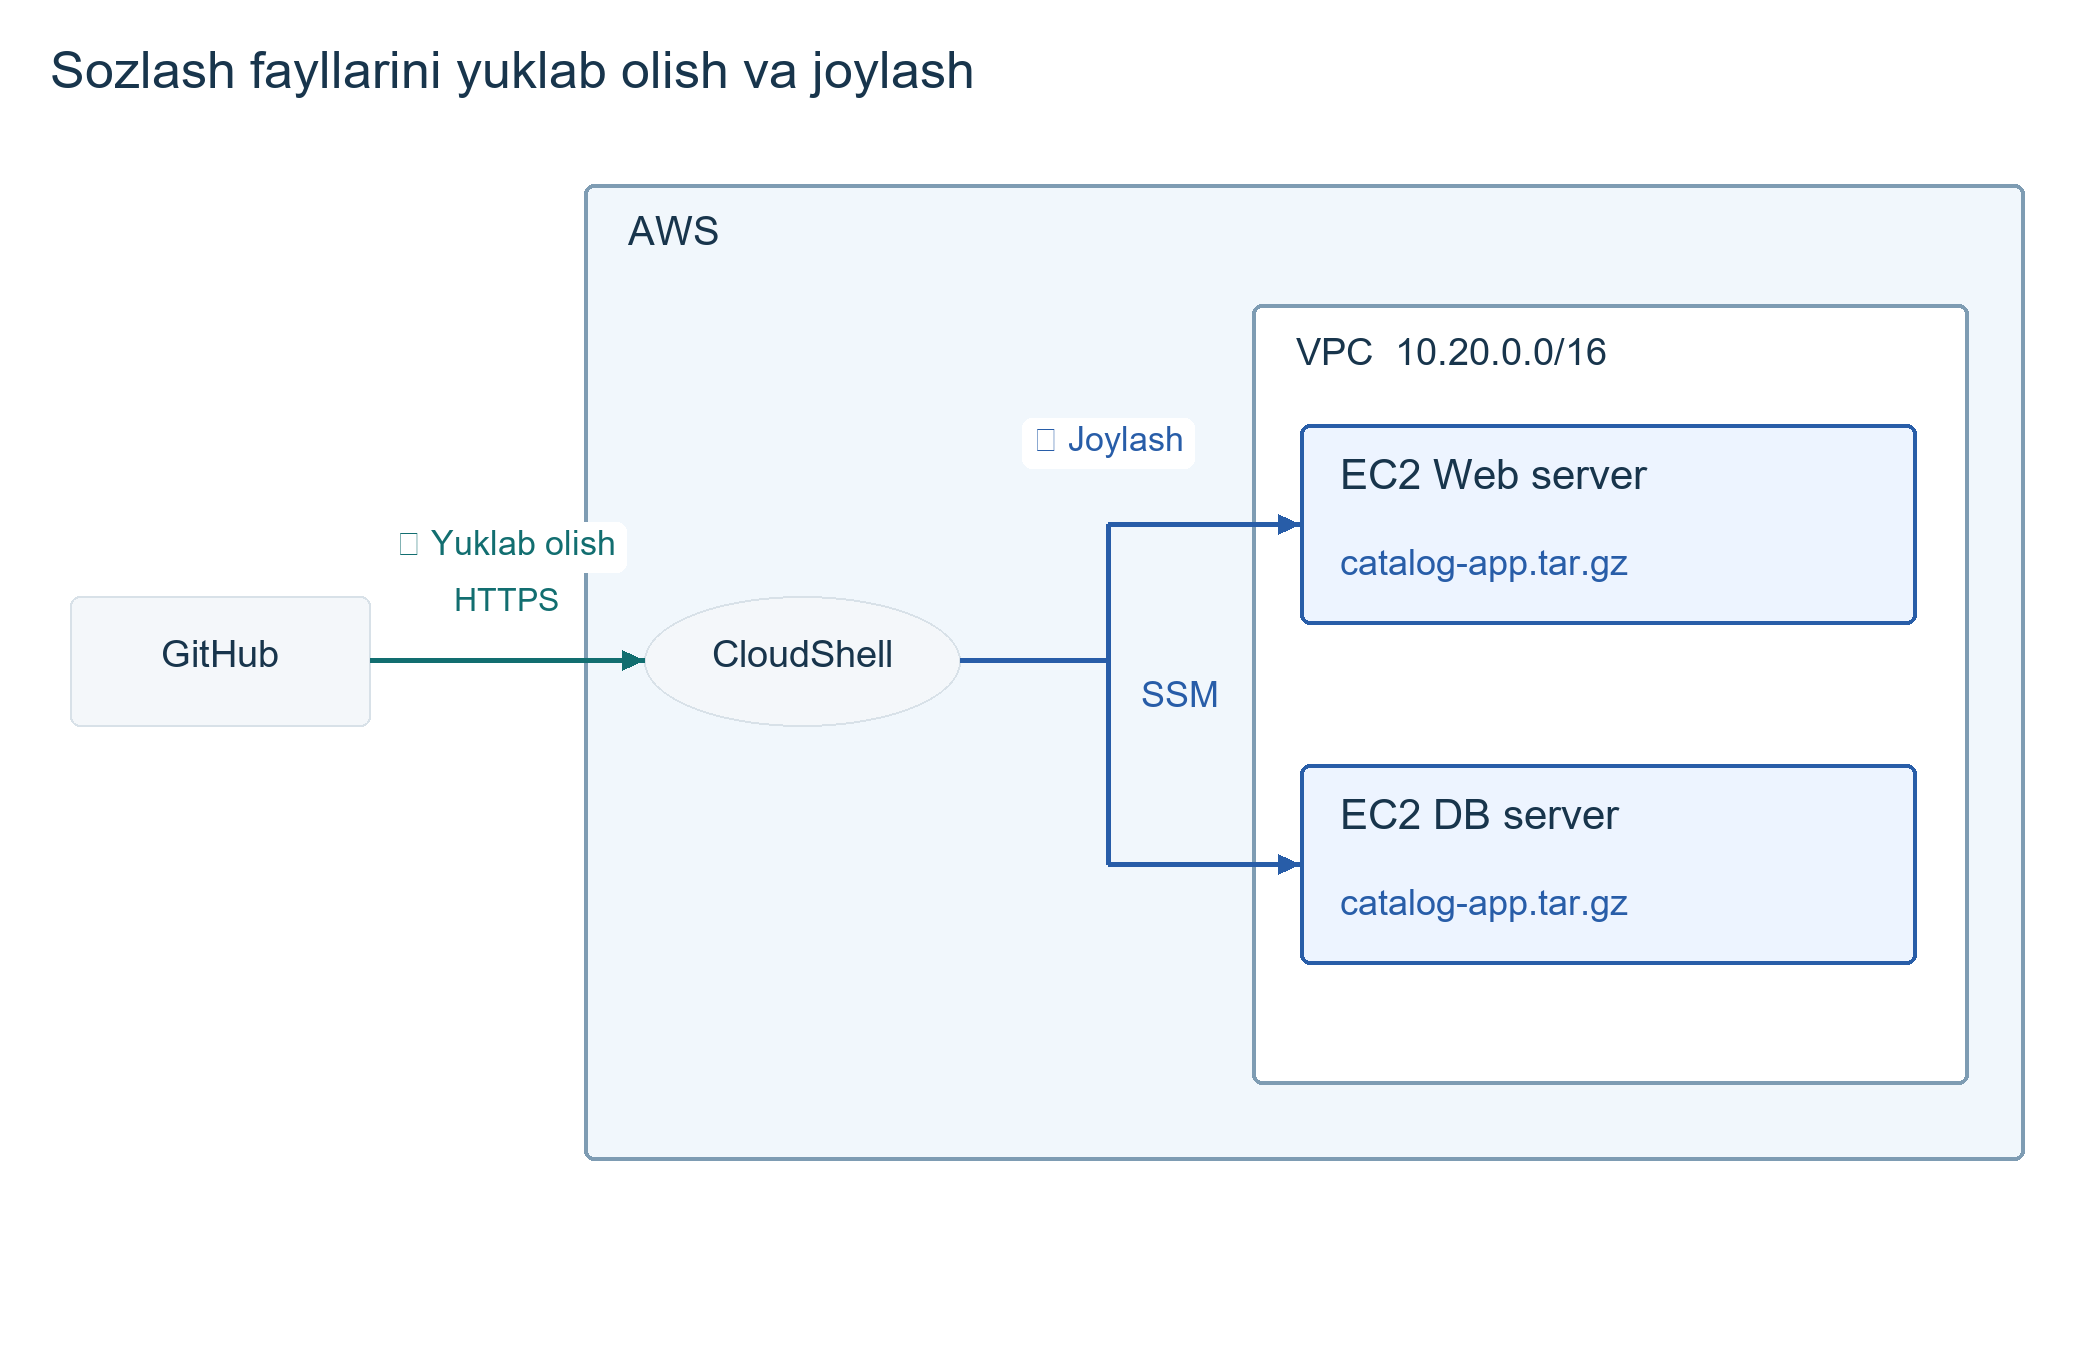 Sozlash fayllarini yuklab olish va joylash
AWS
VPC 10.20.0.0/16
Joylash
EC2 Web server
catalog-app.tar.gz
Yuklab olish
HTTPS
GitHub
CloudShell
SSM
EC2 DB server
catalog-app.tar.gz